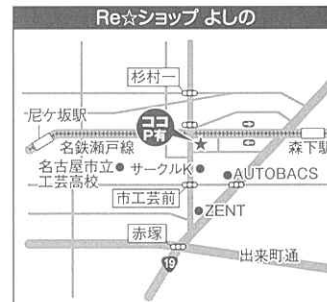 Re☆ショップ よしの
杉村一
尼ケ坂駅
ココ
P有
名鉄瀬戸線
森下駅
名古屋市立
工芸高校
サークルK
AUTOBACS
市工芸前
ZENT
赤塚
19
出来町通